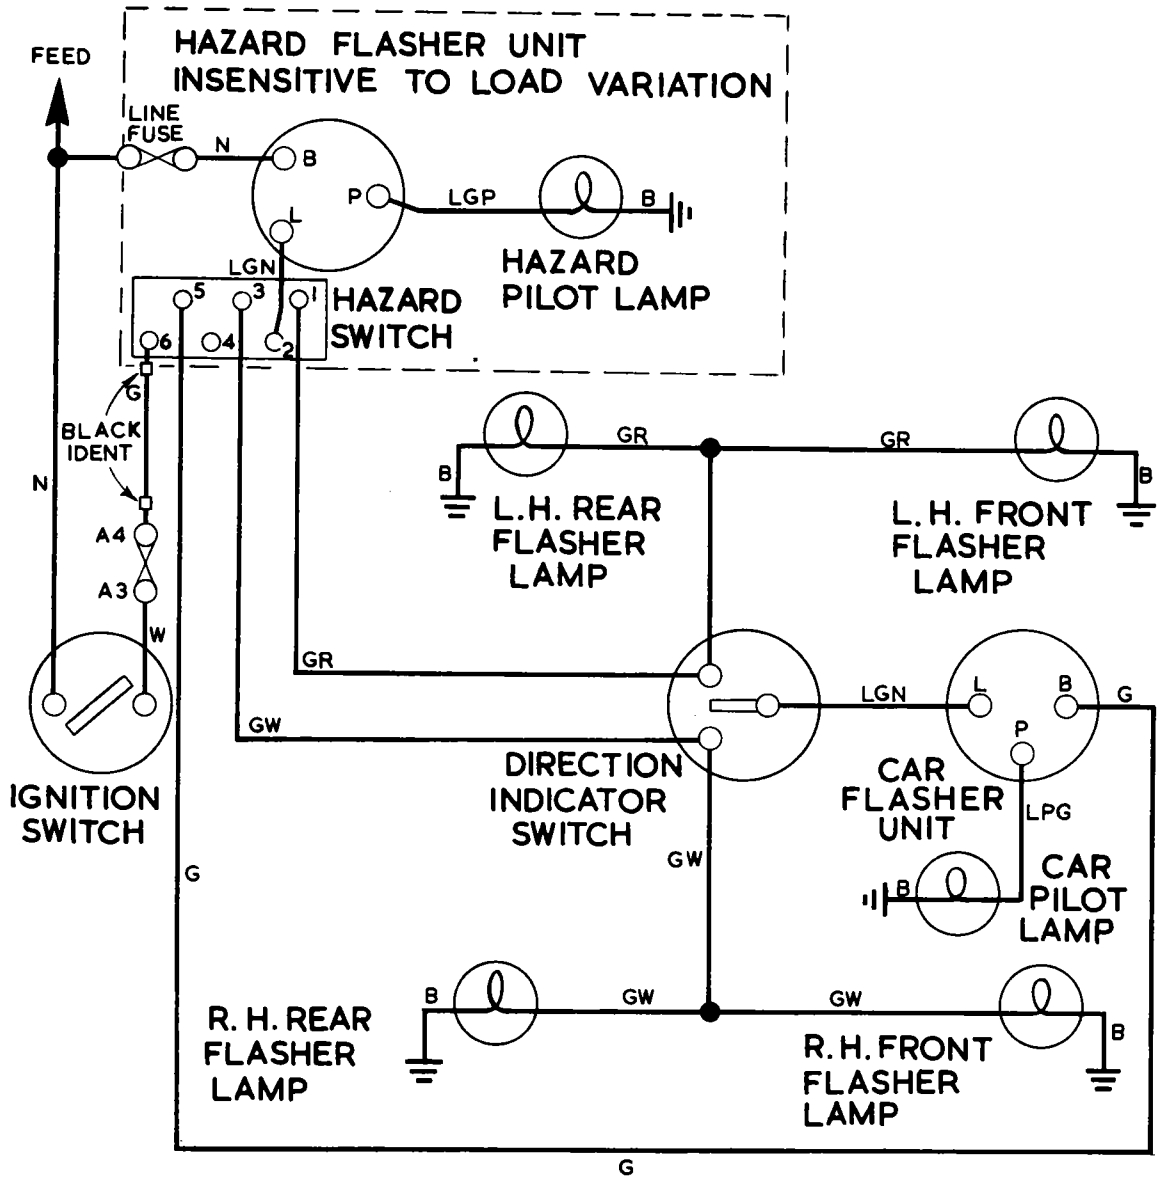 HAZARD FLASHER UNIT
INSENSITIVE TO LOAD VARIATION
FEED
LINE
FUSE
N
B
P
LGP
B
L
LGN
HAZARD
PILOT LAMP
5
3
1
HAZARD
SWITCH
6
4
2
G
BLACK
IDENT
N
A4
A3
W
GR
GR
B
B
L.H. REAR
FLASHER
LAMP
L.H. FRONT
FLASHER
LAMP
GR
GW
LGN
L
B
G
P
IGNITION
SWITCH
DIRECTION
INDICATOR
SWITCH
CAR
FLASHER
UNIT
LPG
GW
G
B
CAR
PILOT
LAMP
B
GW
GW
B
R.H. REAR
FLASHER
LAMP
R.H. FRONT
FLASHER
LAMP
G